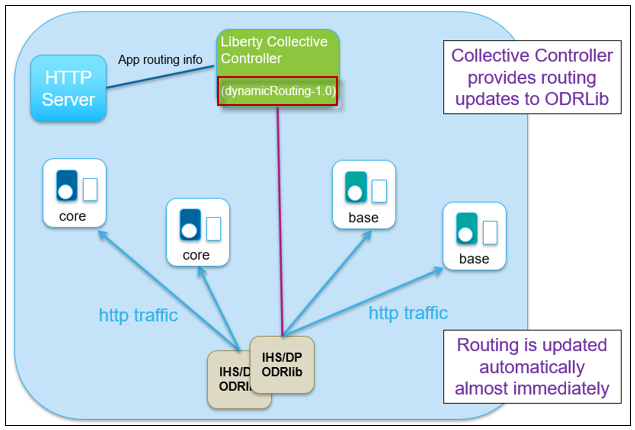 HTTP
Server
App routing info
Liberty Collective
Controller
(dynamicRouting-1.0)
Collective Controller
provides routing
updates to ODRLib
core
core
base
base
http traffic
http traffic
IHS/D
ODRl
IHS/DP
ODRlib
Routing is updated
automatically
almost immediately